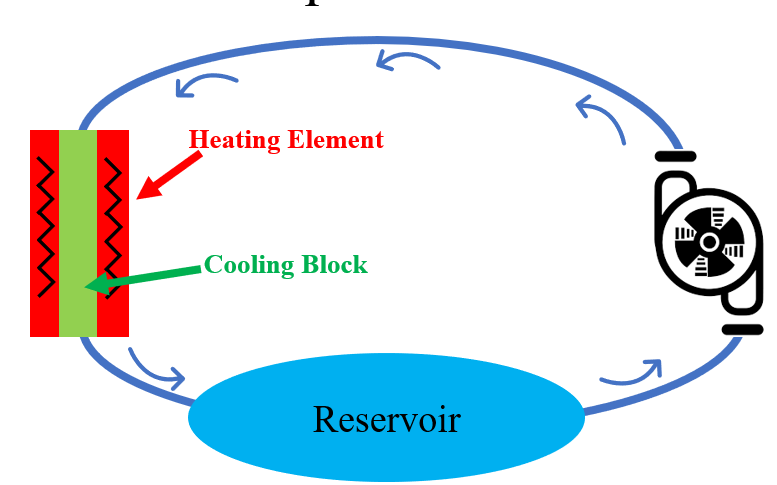 Heating Element
Cooling Block
Reservoir